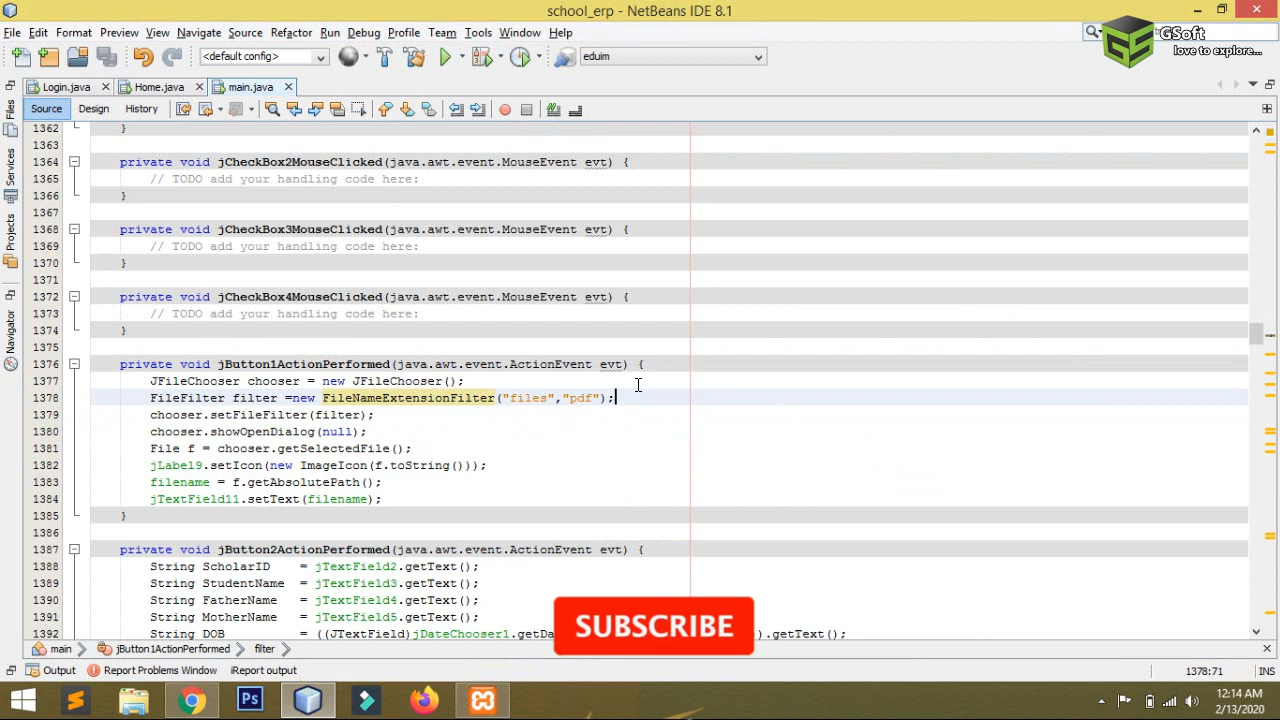 school_erp - NetBeans IDE 8.1
File Edit Format Preview View Navigate Source Refactor Run Debug Profile Team Tools Window Help
GSoft
love to explore...
<default config>
eduim
Login.java Home.java main.java
Source Design History
Files
Services
Projects
Navigator
1362 }
1363
1364 private void jCheckBox2MouseClicked(java.awt.event.MouseEvent evt) {
1365 // TODO add your handling code here:
1366 }
1367
1368 private void jCheckBox3MouseClicked(java.awt.event.MouseEvent evt) {
1369 // TODO add your handling code here:
1370 }
1371
1372 private void jCheckBox4MouseClicked(java.awt.event.MouseEvent evt) {
1373 // TODO add your handling code here:
1374 }
1375
1376 private void jButton1ActionPerformed(java.awt.event.ActionEvent evt) {
1377 JFileChooser chooser = new JFileChooser();
1378 FileFilter filter =new FileNameExtensionFilter("files","pdf");
1379 chooser.setFileFilter(filter);
1380 chooser.showOpenDialog(null);
1381 File f = chooser.getSelectedFile();
1382 jLabel9.setIcon(new ImageIcon(f.toString()));
1383 filename = f.getAbsolutePath();
1384 jTextField11.setText(filename);
1385 }
1386
1387 private void jButton2ActionPerformed(java.awt.event.ActionEvent evt) {
1388 String ScholarID = jTextField2.getText();
1389 String StudentName = jTextField3.getText();
1390 String FatherName = jTextField4.getText();
1391 String MotherName = jTextField5.getText();
1392 String DOB = ((JTextField)jDateChooser1.getDa ).getText();
SUBSCRIBE
main jButton1ActionPerformed filter
Output Report Problems Window iReport output
1378:71 INS
Ps
12:14 AM
2/13/2020